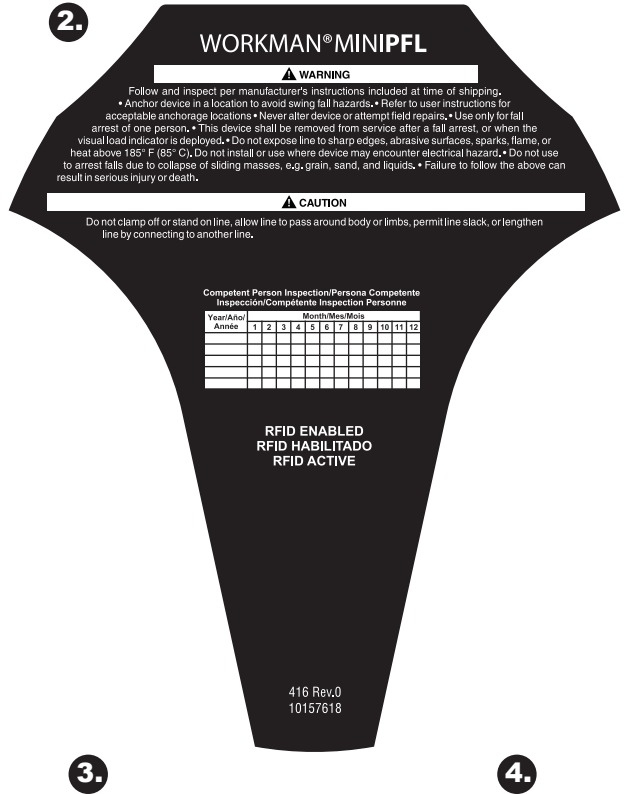 2.
WORKMAN® MINIPFL
WARNING
Follow and inspect per manufacturer's instructions included at time of shipping.
• Anchor device in a location to avoid swing fall hazards. • Refer to user instructions for
acceptable anchorage locations • Never alter device or attempt field repairs. • Use only for fall
arrest of one person. • This device shall be removed from service after a fall arrest, or when the
visual load indicator is deployed. • Do not expose line to sharp edges, abrasive surfaces, sparks, flame, or
heat above 185° F (85° C). Do not install or use where device may encounter electrical hazard. • Do not use
to arrest falls due to collapse of sliding masses, e.g. grain, sand, and liquids. • Failure to follow the above can
result in serious injury or death.
CAUTION
Do not clamp off or stand on line, allow line to pass around body or limbs, permit line slack, or lengthen
line by connecting to another line.
Competent Person Inspection/Persona Competente
Inspección/Compétente Inspection Personne
Year/Año/ Month/Mes/Mois
Année 1 2 3 4 5 6 7 8 9 10 11 12
RFID ENABLED
RFID HABILITADO
RFID ACTIVE
416 Rev.0
10157618
3. 4.